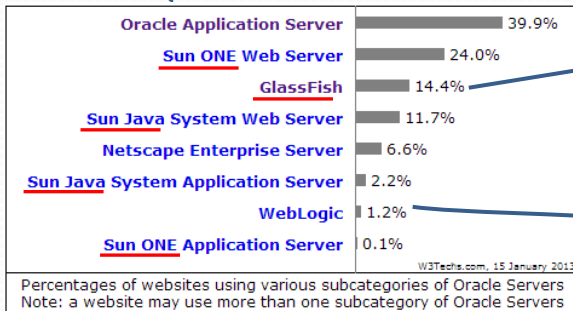 Oracle Application Server 39.9%
Sun ONE Web Server 24.0%
GlassFish 14.4%
Sun Java System Web Server 11.7%
Netscape Enterprise Server 6.6%
Sun Java System Application Server 2.2%
WebLogic 1.2%
Sun ONE Application Server 0.1%
W3Techs.com, 15 January 2013
Percentages of websites using various subcategories of Oracle Servers
Note: a website may use more than one subcategory of Oracle Servers